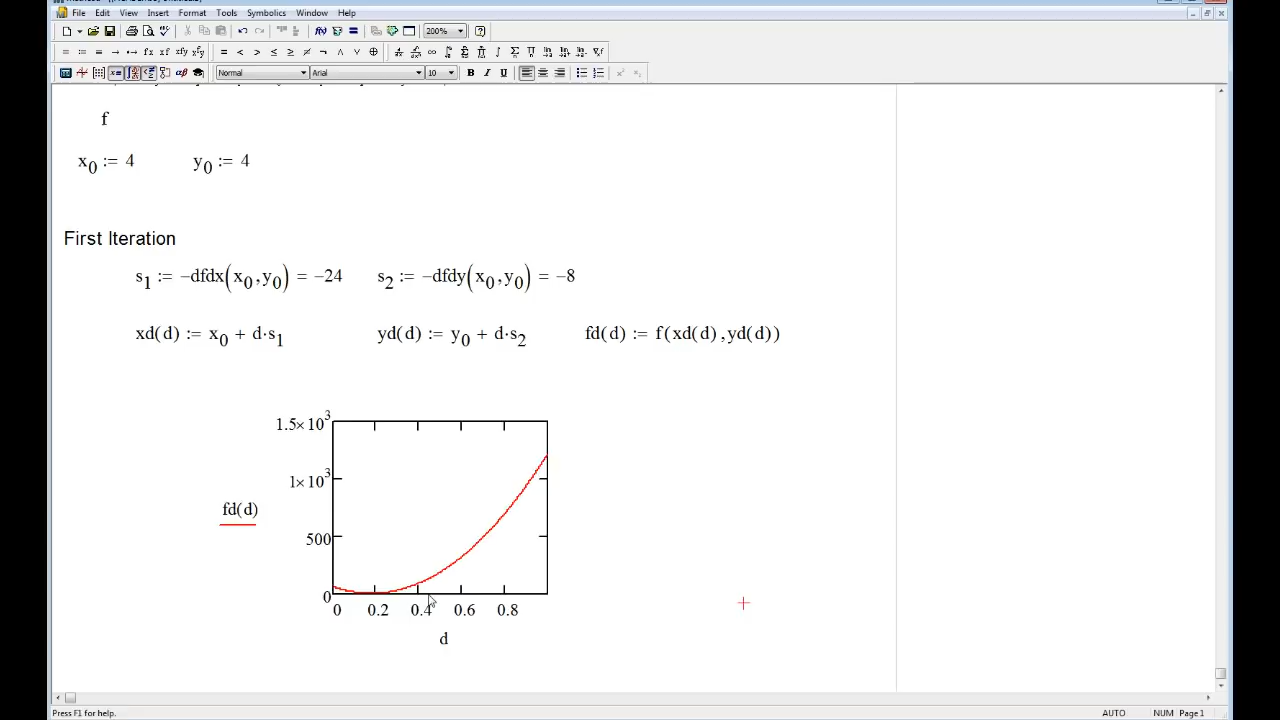 File Edit View Insert Format Tools Symbolics Window Help
200%
Normal Arial 10 B I U
f
x0 := 4 y0 := 4
First Iteration
s1 := −dfdx(x0,y0) = −24 s2 := −dfdy(x0,y0) = −8
xd(d) := x0 + d·s1 yd(d) := y0 + d·s2 fd(d) := f(xd(d),yd(d))
1.5×10^3
1×10^3
fd(d)
500
0
0 0.2 0.4 0.6 0.8
d
Press F1 for help. AUTO NUM Page 1